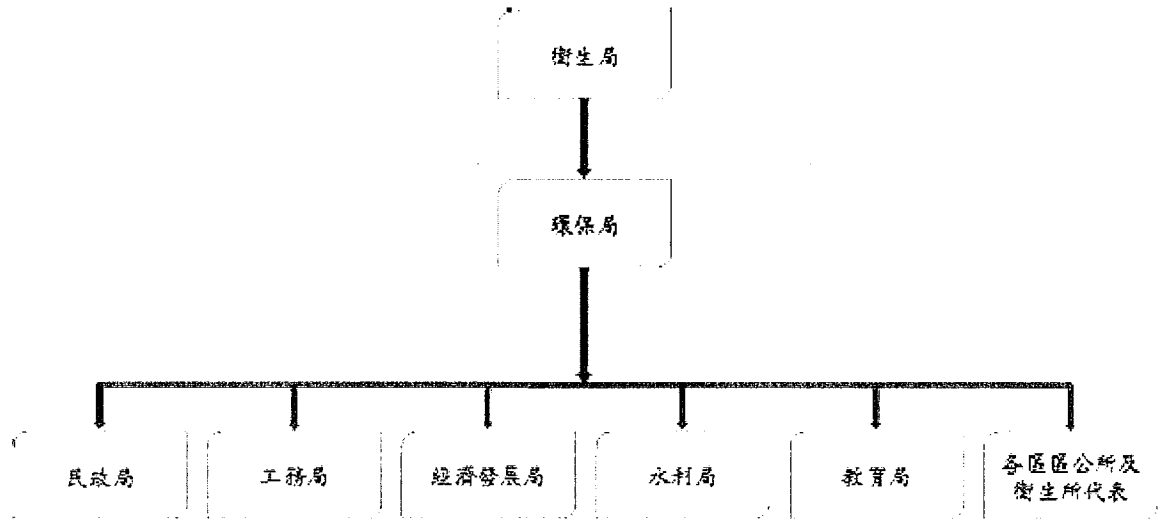 衛生局
環保局
民政局
工務局
經濟發展局
水利局
教育局
各區區公所及
衛生所代表